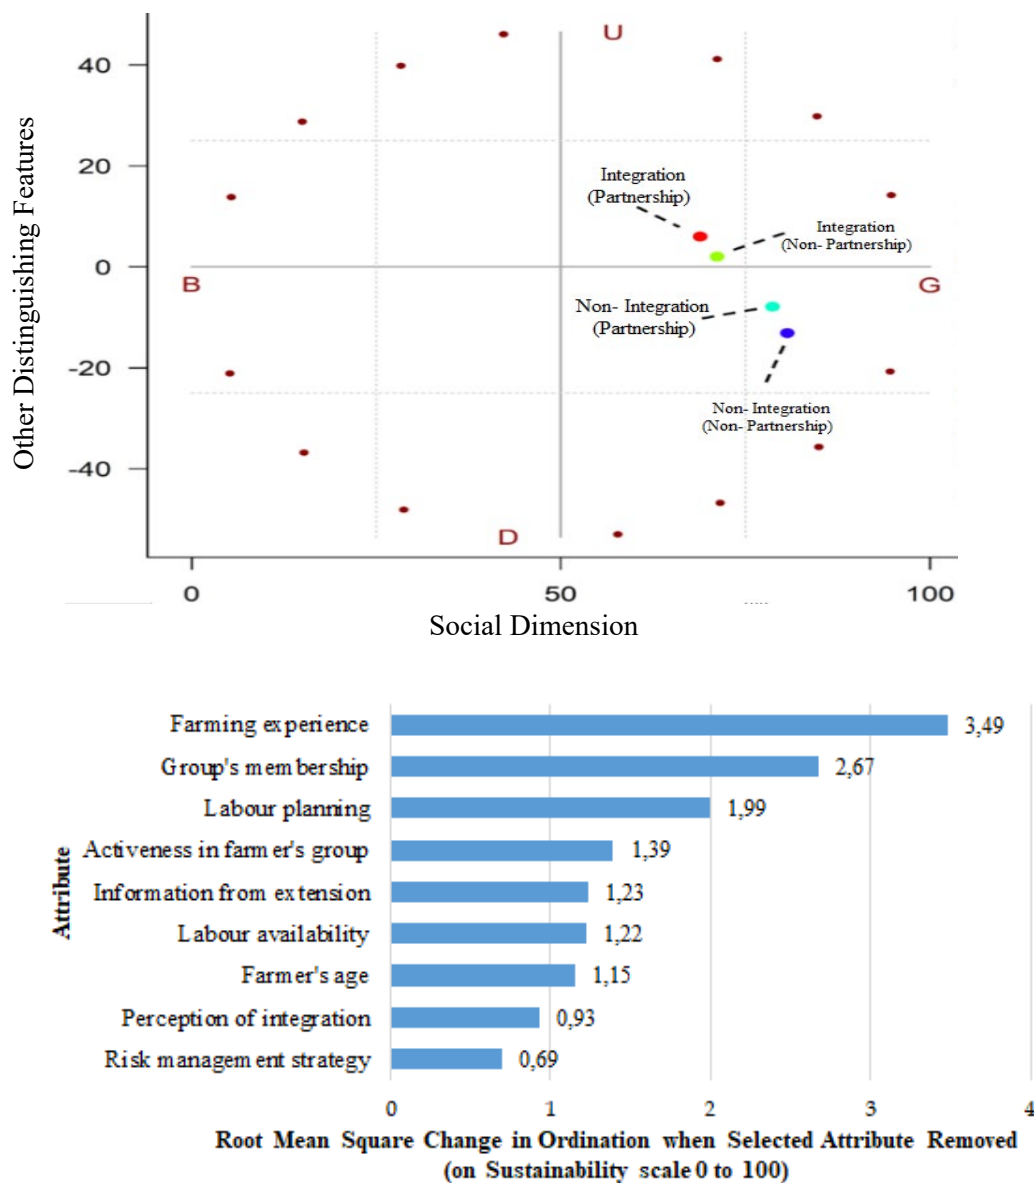 Other Distinguishing Features
40
20
0
-20
-40
U
B
G
D
Integration
(Partnership)
Integration
(Non- Partnership)
Non- Integration
(Partnership)
Non- Integration
(Non- Partnership)
0 50 100
Social Dimension
Attribute
Farming experience 3,49
Group's membership 2,67
Labour planning 1,99
Activeness in farmer's group 1,39
Information from extension 1,23
Labour availability 1,22
Farmer's age 1,15
Perception of integration 0,93
Risk management strategy 0,69
0 1 2 3 4
Root Mean Square Change in Ordination when Selected Attribute Removed
(on Sustainability scale 0 to 100)